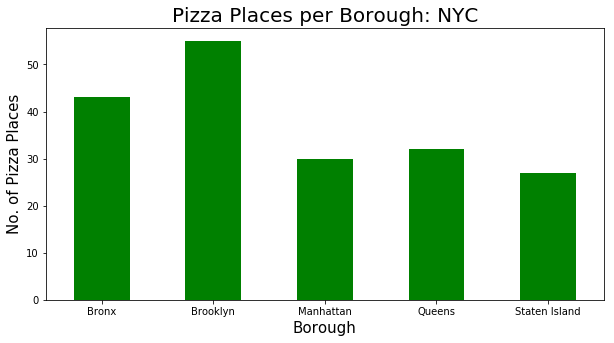 Pizza Places per Borough: NYC
No. of Pizza Places
50
40
30
20
10
0
Bronx Brooklyn Manhattan Queens Staten Island
Borough